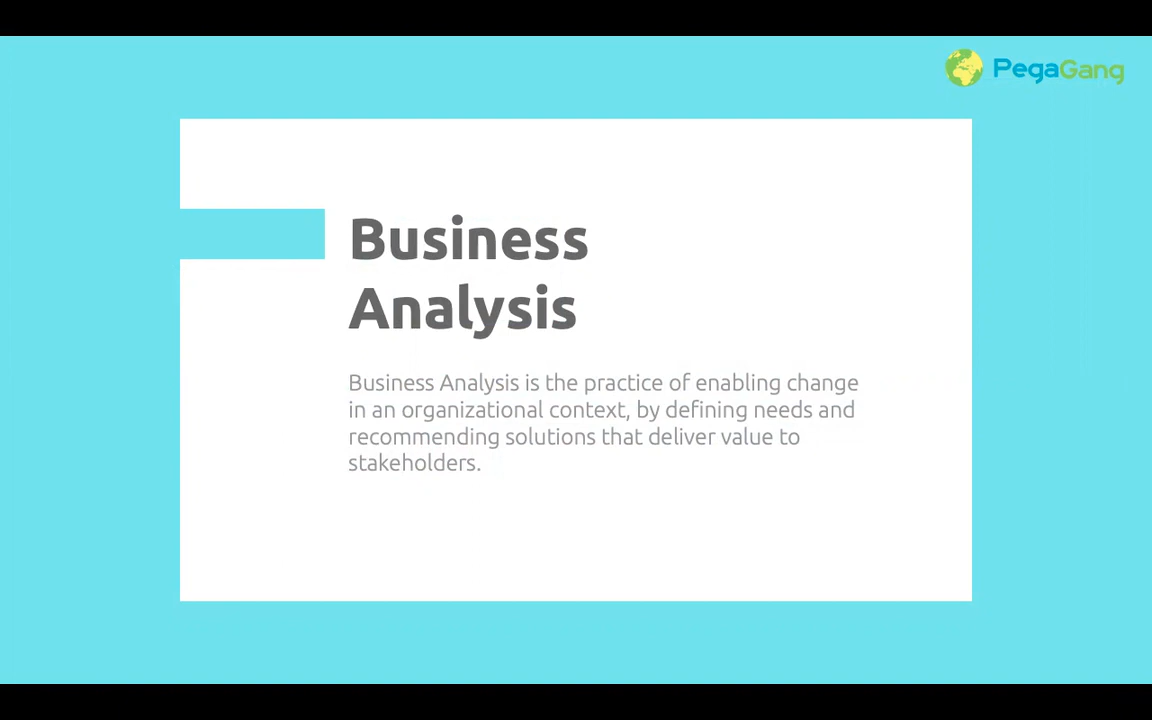 PegaGang
Business
Analysis
Business Analysis is the practice of enabling change
in an organizational context, by defining needs and
recommending solutions that deliver value to
stakeholders.